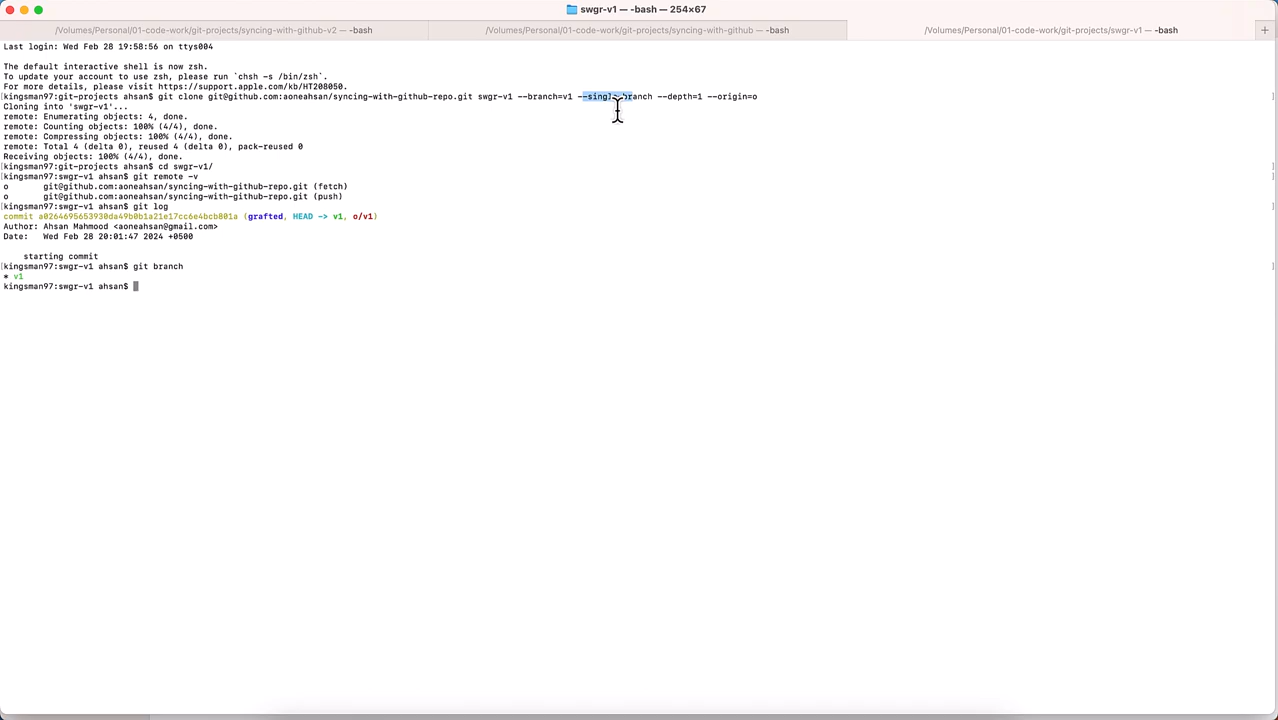 swgr-v1 — -bash — 254×67
/Volumes/Personal/01-code-work/git-projects/syncing-with-github-v2 — -bash
/Volumes/Personal/01-code-work/git-projects/syncing-with-github — -bash
/Volumes/Personal/01-code-work/git-projects/swgr-v1 — -bash
Last login: Wed Feb 28 19:58:56 on ttys004
The default interactive shell is now zsh.
To update your account to use zsh, please run `chsh -s /bin/zsh`.
For more details, please visit https://support.apple.com/kb/HT208050.
[kingsman97:git-projects ahsan$ git clone git@github.com:aoneahsan/syncing-with-github-repo.git swgr-v1 --branch=v1 --single-branch --depth=1 --origin=o ]
Cloning into 'swgr-v1'...
remote: Enumerating objects: 4, done.
remote: Counting objects: 100% (4/4), done.
remote: Compressing objects: 100% (4/4), done.
remote: Total 4 (delta 0), reused 4 (delta 0), pack-reused 0
Receiving objects: 100% (4/4), done.
[kingsman97:git-projects ahsan$ cd swgr-v1/ ]
[kingsman97:swgr-v1 ahsan$ git remote -v ]
o git@github.com:aoneahsan/syncing-with-github-repo.git (fetch)
o git@github.com:aoneahsan/syncing-with-github-repo.git (push)
[kingsman97:swgr-v1 ahsan$ git log ]
commit a0264695653930da49b0b1a21e17cc6e4bcb801a (grafted, HEAD -> v1, o/v1)
Author: Ahsan Mahmood <aoneahsan@gmail.com>
Date: Wed Feb 28 20:01:47 2024 +0500
starting commit
[kingsman97:swgr-v1 ahsan$ git branch ]
* v1
kingsman97:swgr-v1 ahsan$